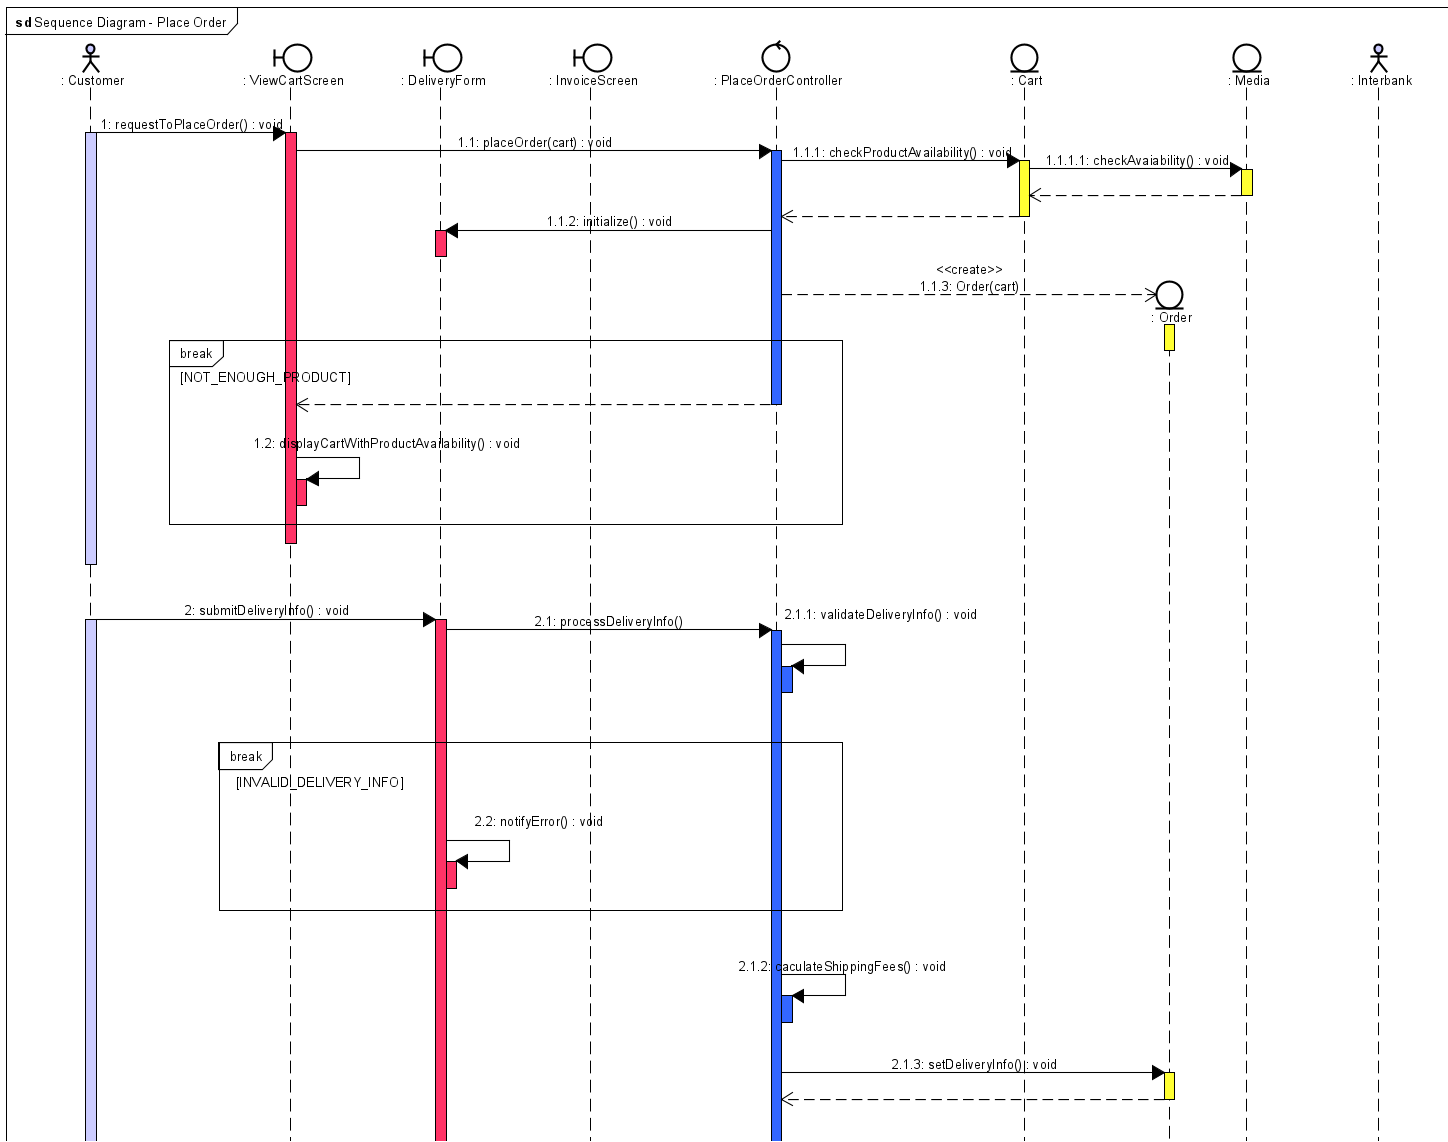 sd Sequence Diagram - Place Order
: Customer
: ViewCartScreen
: DeliveryForm
: InvoiceScreen
: PlaceOrderController
: Cart
: Media
: Interbank
1: requestToPlaceOrder() : void
1.1: placeOrder(cart) : void
1.1.1: checkProductAvailability() : void
1.1.1.1: checkAvaiability() : void
1.1.2: initialize() : void
<<create>>
1.1.3: Order(cart)
: Order
break
[NOT_ENOUGH_PRODUCT]
1.2: displayCartWithProductAvailability() : void
2: submitDeliveryInfo() : void
2.1: processDeliveryInfo()
2.1.1: validateDeliveryInfo() : void
break
[INVALID_DELIVERY_INFO]
2.2: notifyError() : void
2.1.2: caculateShippingFees() : void
2.1.3: setDeliveryInfo() : void